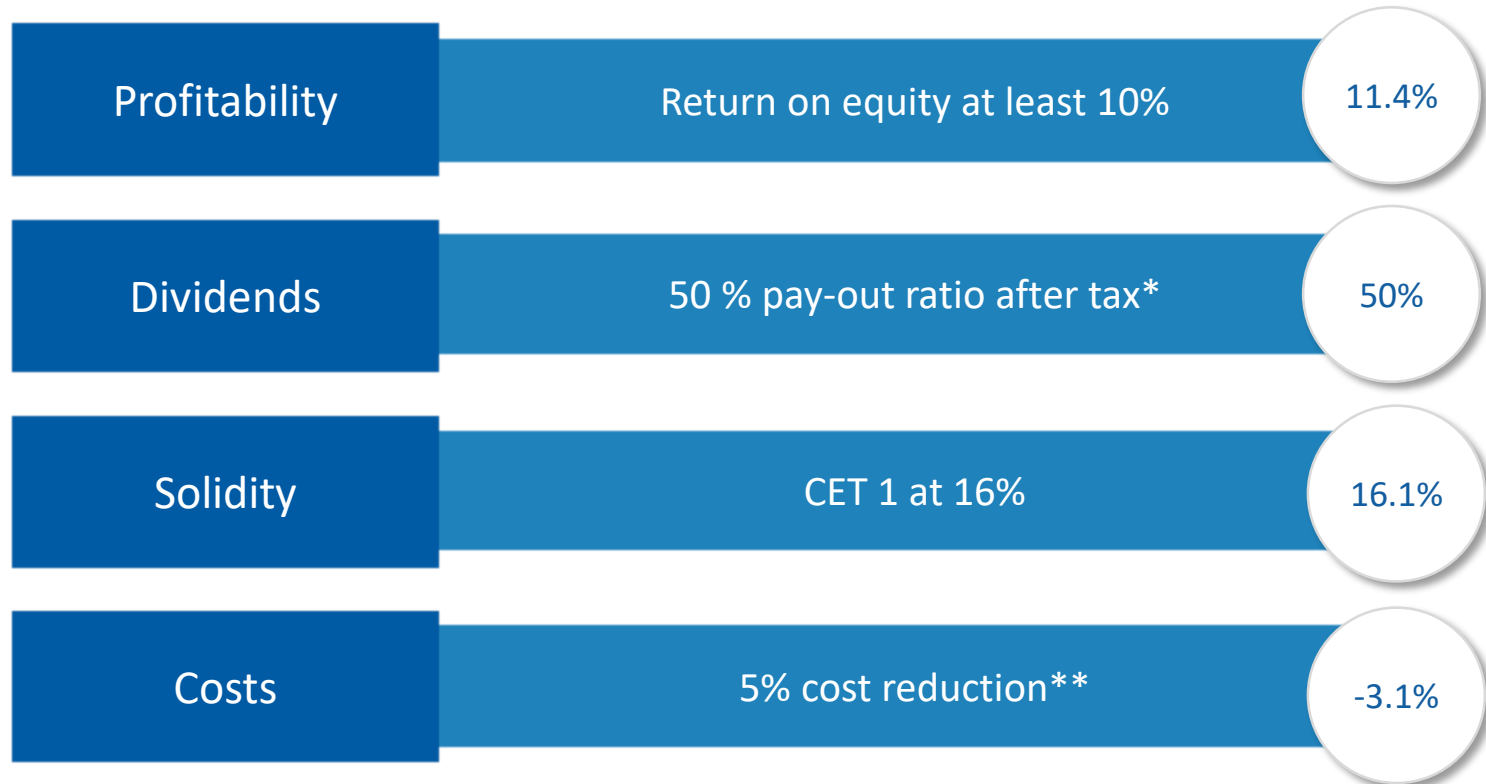 Profitability
Return on equity at least 10%
11.4%
Dividends
50 % pay-out ratio after tax*
50%
Solidity
CET 1 at 16%
16.1%
Costs
5% cost reduction**
-3.1%